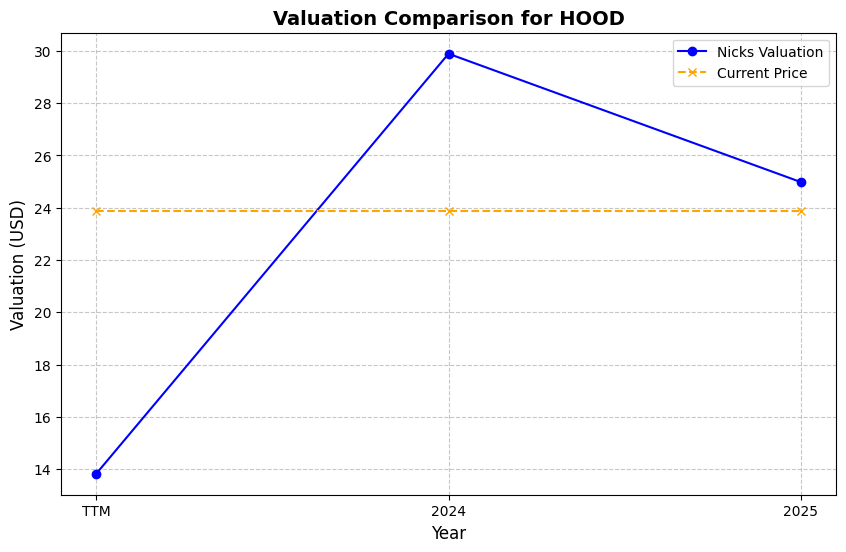 Valuation Comparison for HOOD
Nicks Valuation
Current Price
Valuation (USD)
30
28
26
24
22
20
18
16
14
TTM
2024
2025
Year